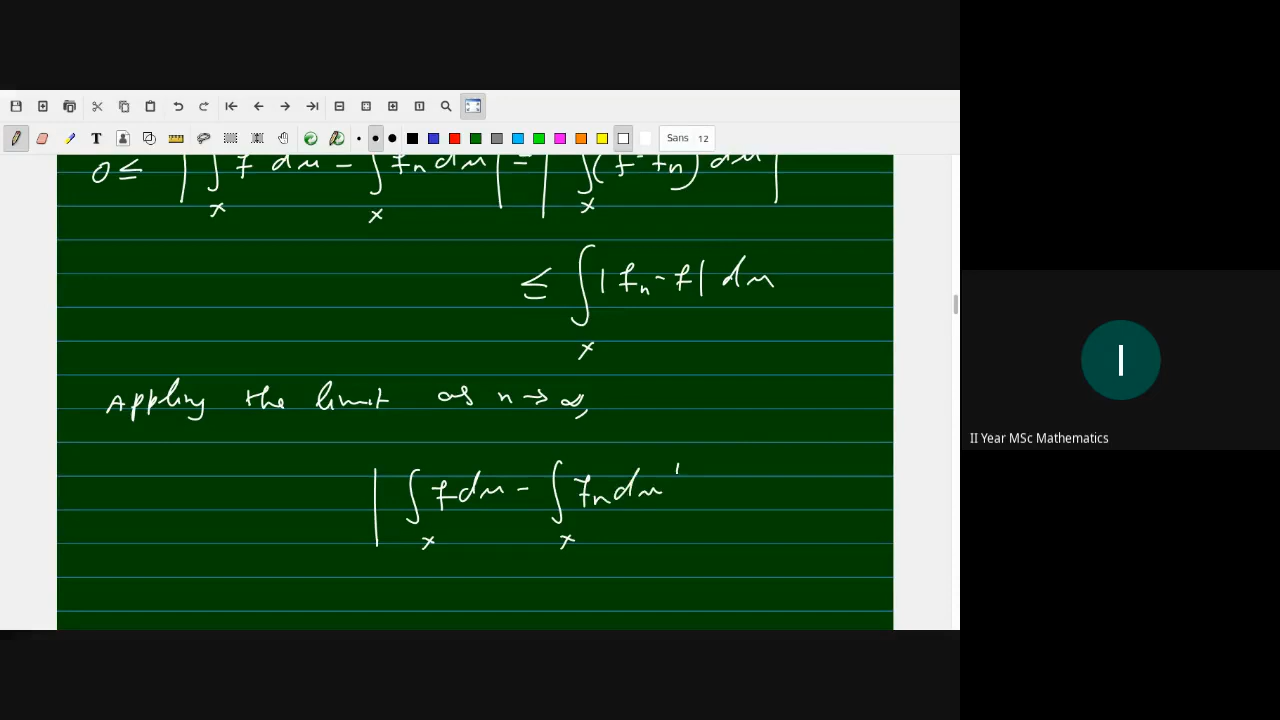 Sans 12
0 ≤ | ∫_X f dμ - ∫_X f_n dμ | = | ∫_X (f - f_n) dμ |
≤ ∫_X | f_n - f | dμ
Appling the limit as n → ∞,
| ∫_X f dμ - ∫_X f_n dμ '
I
II Year MSc Mathematics